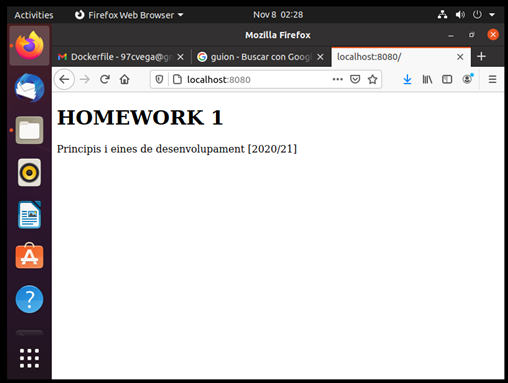 Activities
Firefox Web Browser
Nov 8 02:28
Mozilla Firefox
Dockerfile - 97cvega@g
guion - Buscar con Goog
localhost:8080/
localhost:8080
HOMEWORK 1
Principis i eines de desenvolupament [2020/21]